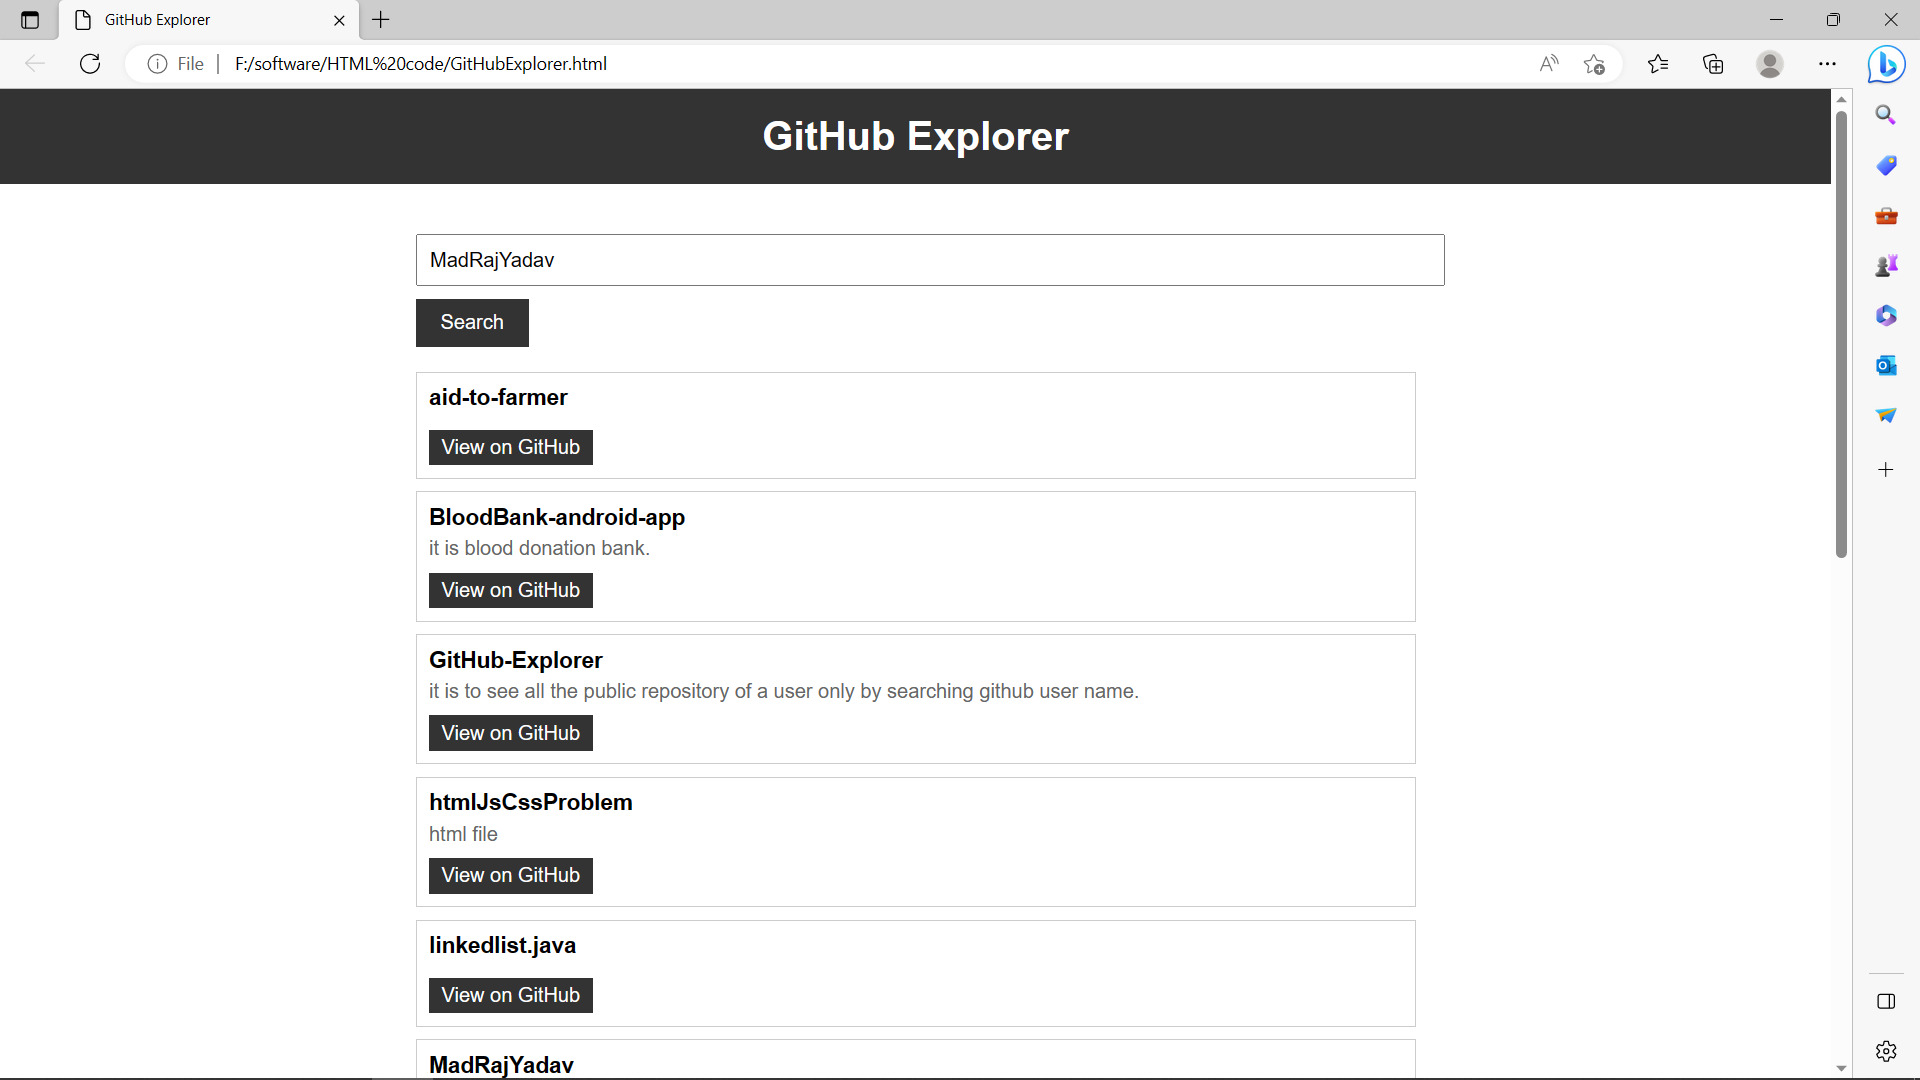 GitHub Explorer
File
F:/software/HTML%20code/GitHubExplorer.html
GitHub Explorer
MadRajYadav
Search
aid-to-farmer
View on GitHub
BloodBank-android-app
it is blood donation bank.
View on GitHub
GitHub-Explorer
it is to see all the public repository of a user only by searching github user name.
View on GitHub
htmlJsCssProblem
html file
View on GitHub
linkedlist.java
View on GitHub
MadRajYadav